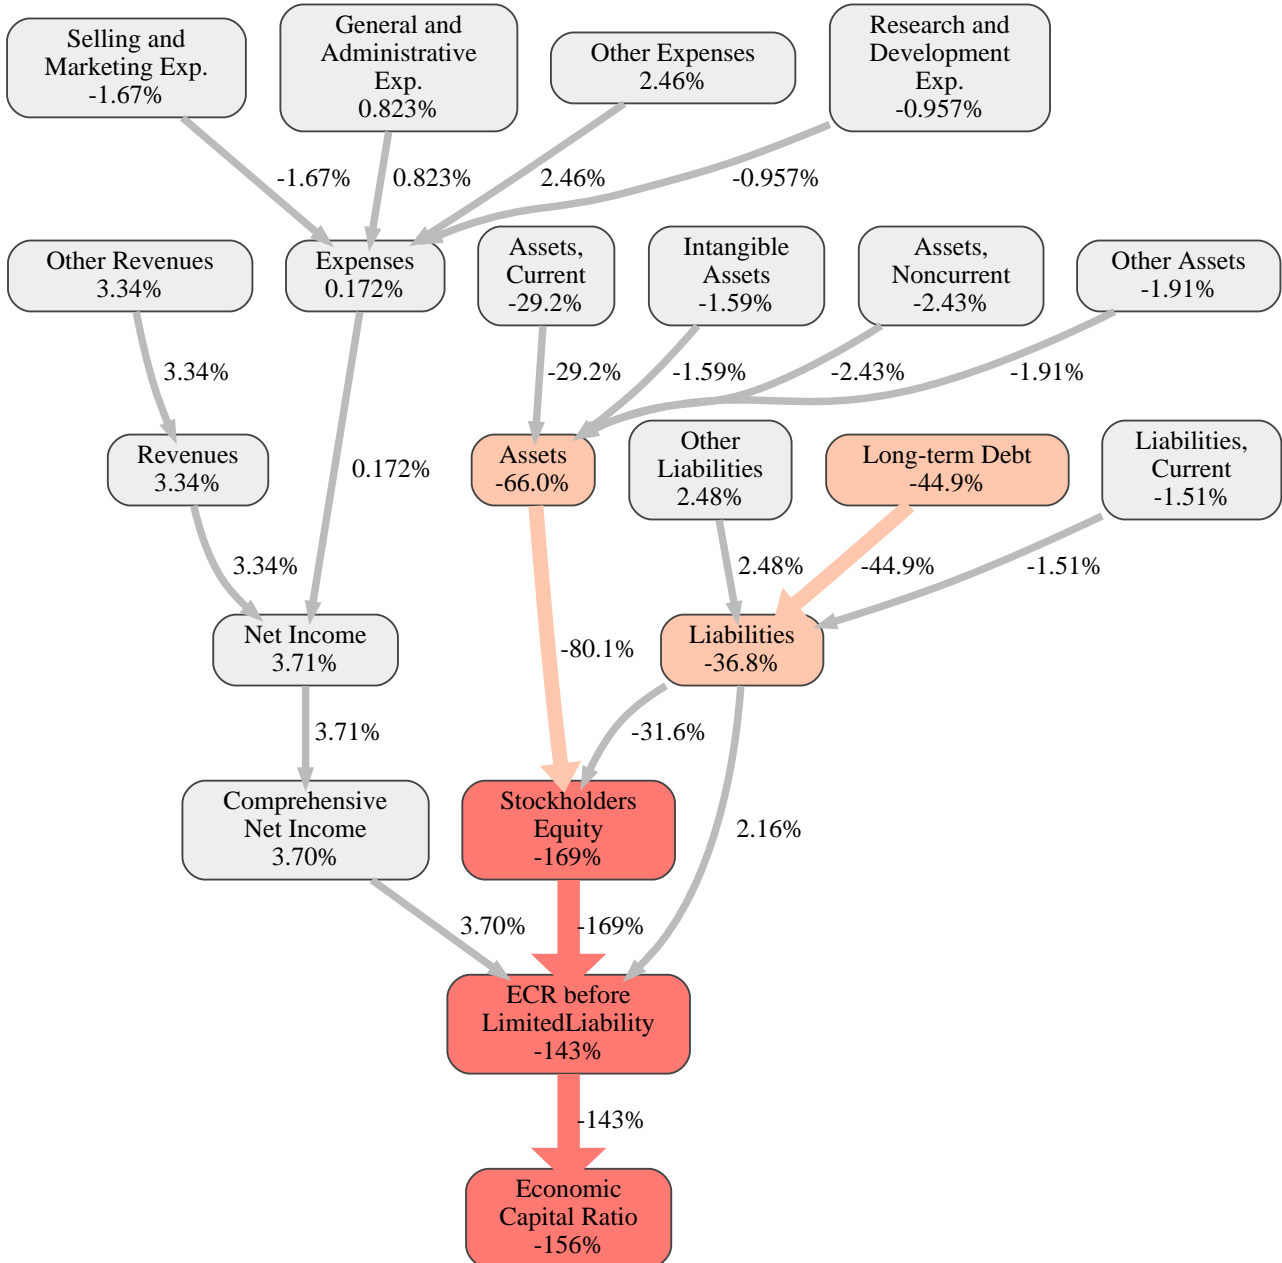 Selling and
Marketing Exp.
-1.67%
General and
Administrative
Exp.
0.823%
Other Expenses
2.46%
Research and
Development
Exp.
-0.957%
-1.67%
0.823%
2.46%
-0.957%
Other Revenues
3.34%
Expenses
0.172%
Assets,
Current
-29.2%
Intangible
Assets
-1.59%
Assets,
Noncurrent
-2.43%
Other Assets
-1.91%
3.34%
-29.2%
-1.59%
-2.43%
-1.91%
Revenues
3.34%
0.172%
Assets
-66.0%
Other
Liabilities
2.48%
Long-term Debt
-44.9%
Liabilities,
Current
-1.51%
3.34%
2.48%
-44.9%
-1.51%
Net Income
3.71%
-80.1%
Liabilities
-36.8%
3.71%
-31.6%
Comprehensive
Net Income
3.70%
Stockholders
Equity
-169%
2.16%
3.70%
-169%
ECR before
LimitedLiability
-143%
-143%
Economic
Capital Ratio
-156%